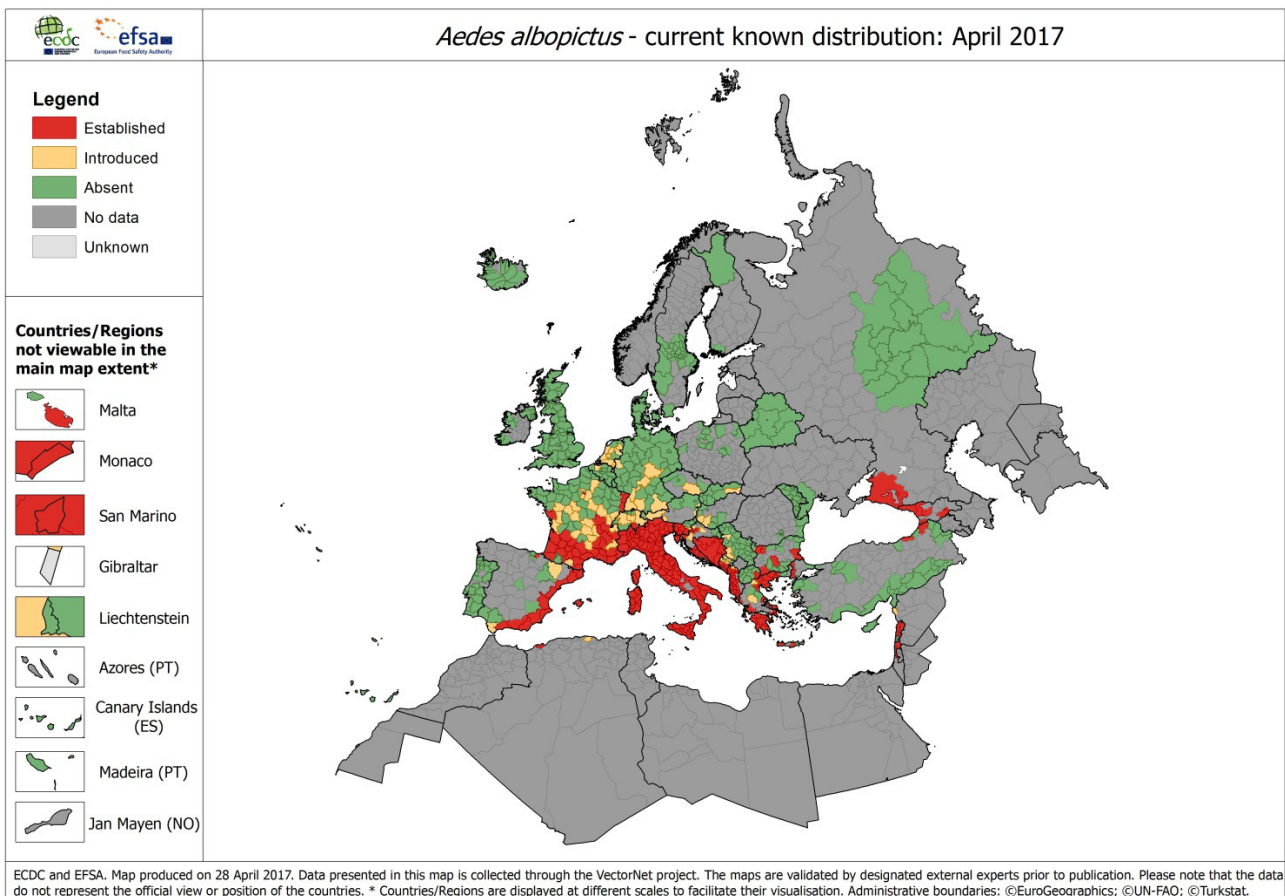 ecdc
efsa
European Food Safety Authority
Aedes albopictus - current known distribution: April 2017
Legend
Established
Introduced
Absent
No data
Unknown
Countries/Regions
not viewable in the
main map extent*
Malta
Monaco
San Marino
Gibraltar
Liechtenstein
Azores (PT)
Canary Islands
(ES)
Madeira (PT)
Jan Mayen (NO)
ECDC and EFSA. Map produced on 28 April 2017. Data presented in this map is collected through the VectorNet project. The maps are validated by designated external experts prior to publication. Please note that the data
do not represent the official view or position of the countries. * Countries/Regions are displayed at different scales to facilitate their visualisation. Administrative boundaries: ©EuroGeographics; ©UN-FAO; ©Turkstat.